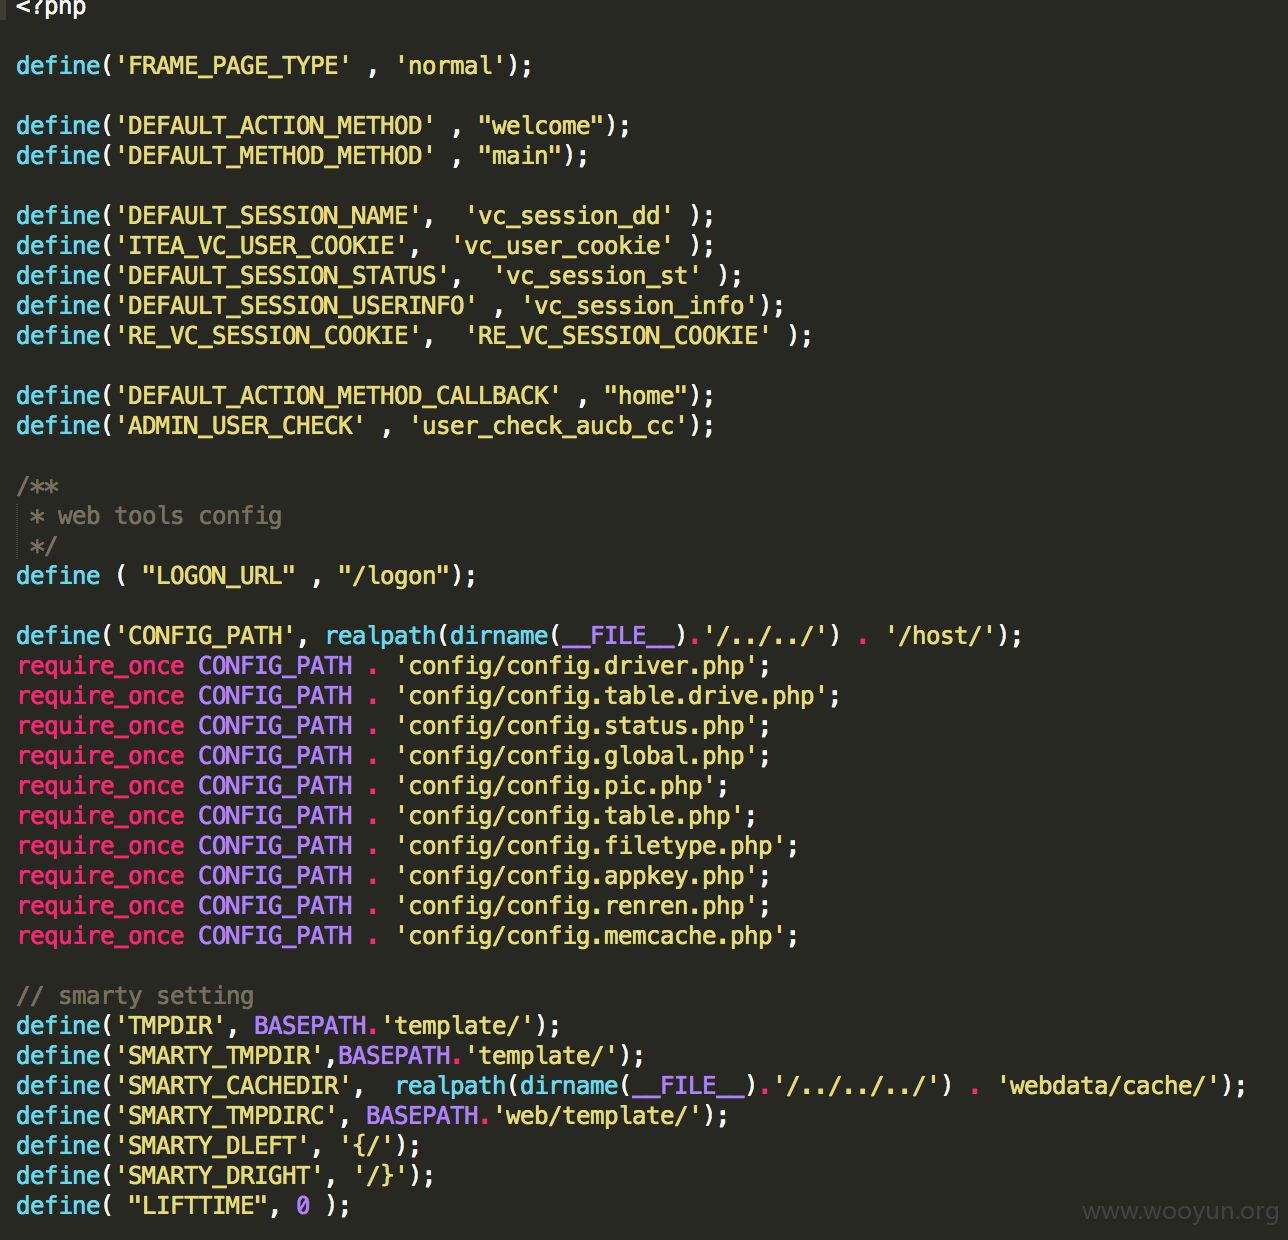 <?php
define('FRAME_PAGE_TYPE' , 'normal');
define('DEFAULT_ACTION_METHOD' , "welcome");
define('DEFAULT_METHOD_METHOD' , "main");
define('DEFAULT_SESSION_NAME',  'vc_session_dd' );
define('ITEA_VC_USER_COOKIE',  'vc_user_cookie' );
define('DEFAULT_SESSION_STATUS',  'vc_session_st' );
define('DEFAULT_SESSION_USERINFO' , 'vc_session_info');
define('RE_VC_SESSION_COOKIE',  'RE_VC_SESSION_COOKIE' );
define('DEFAULT_ACTION_METHOD_CALLBACK' , "home");
define('ADMIN_USER_CHECK' , 'user_check_aucb_cc');
/**
 * web tools config
 */
define ( "LOGON_URL" , "/logon");
define('CONFIG_PATH', realpath(dirname(__FILE__).'/../../') . '/host/');
require_once CONFIG_PATH . 'config/config.driver.php';
require_once CONFIG_PATH . 'config/config.table.drive.php';
require_once CONFIG_PATH . 'config/config.status.php';
require_once CONFIG_PATH . 'config/config.global.php';
require_once CONFIG_PATH . 'config/config.pic.php';
require_once CONFIG_PATH . 'config/config.table.php';
require_once CONFIG_PATH . 'config/config.filetype.php';
require_once CONFIG_PATH . 'config/config.appkey.php';
require_once CONFIG_PATH . 'config/config.renren.php';
require_once CONFIG_PATH . 'config/config.memcache.php';
// smarty setting
define('TMPDIR', BASEPATH.'template/');
define('SMARTY_TMPDIR',BASEPATH.'template/');
define('SMARTY_CACHEDIR',  realpath(dirname(__FILE__).'/../../../') . 'webdata/cache/');
define('SMARTY_TMPDIRC', BASEPATH.'web/template/');
define('SMARTY_DLEFT', '{/');
define('SMARTY_DRIGHT', '/}');
define( "LIFTTIME", 0 );
www.wooyun.org